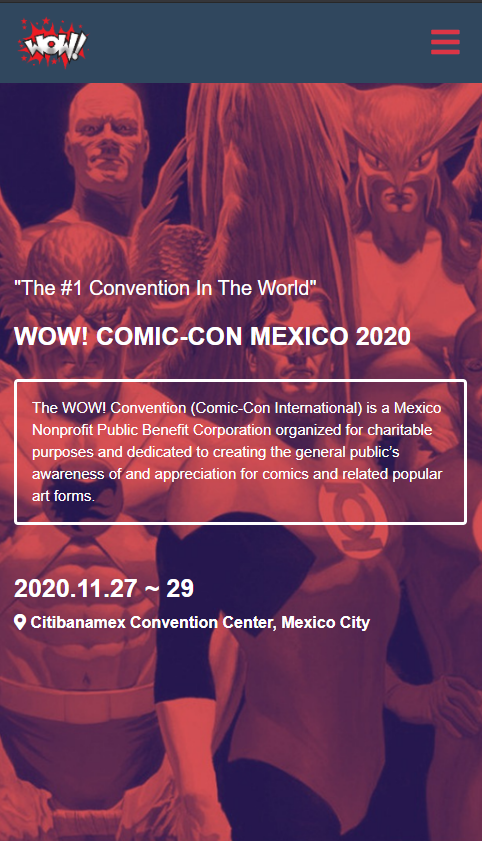 WOW!!
"The #1 Convention In The World"
WOW! COMIC-CON MEXICO 2020
The WOW! Convention (Comic-Con International) is a Mexico
Nonprofit Public Benefit Corporation organized for charitable
purposes and dedicated to creating the general public's
awareness of and appreciation for comics and related popular
art forms.
2020.11.27 ~ 29
Citibanamex Convention Center, Mexico City